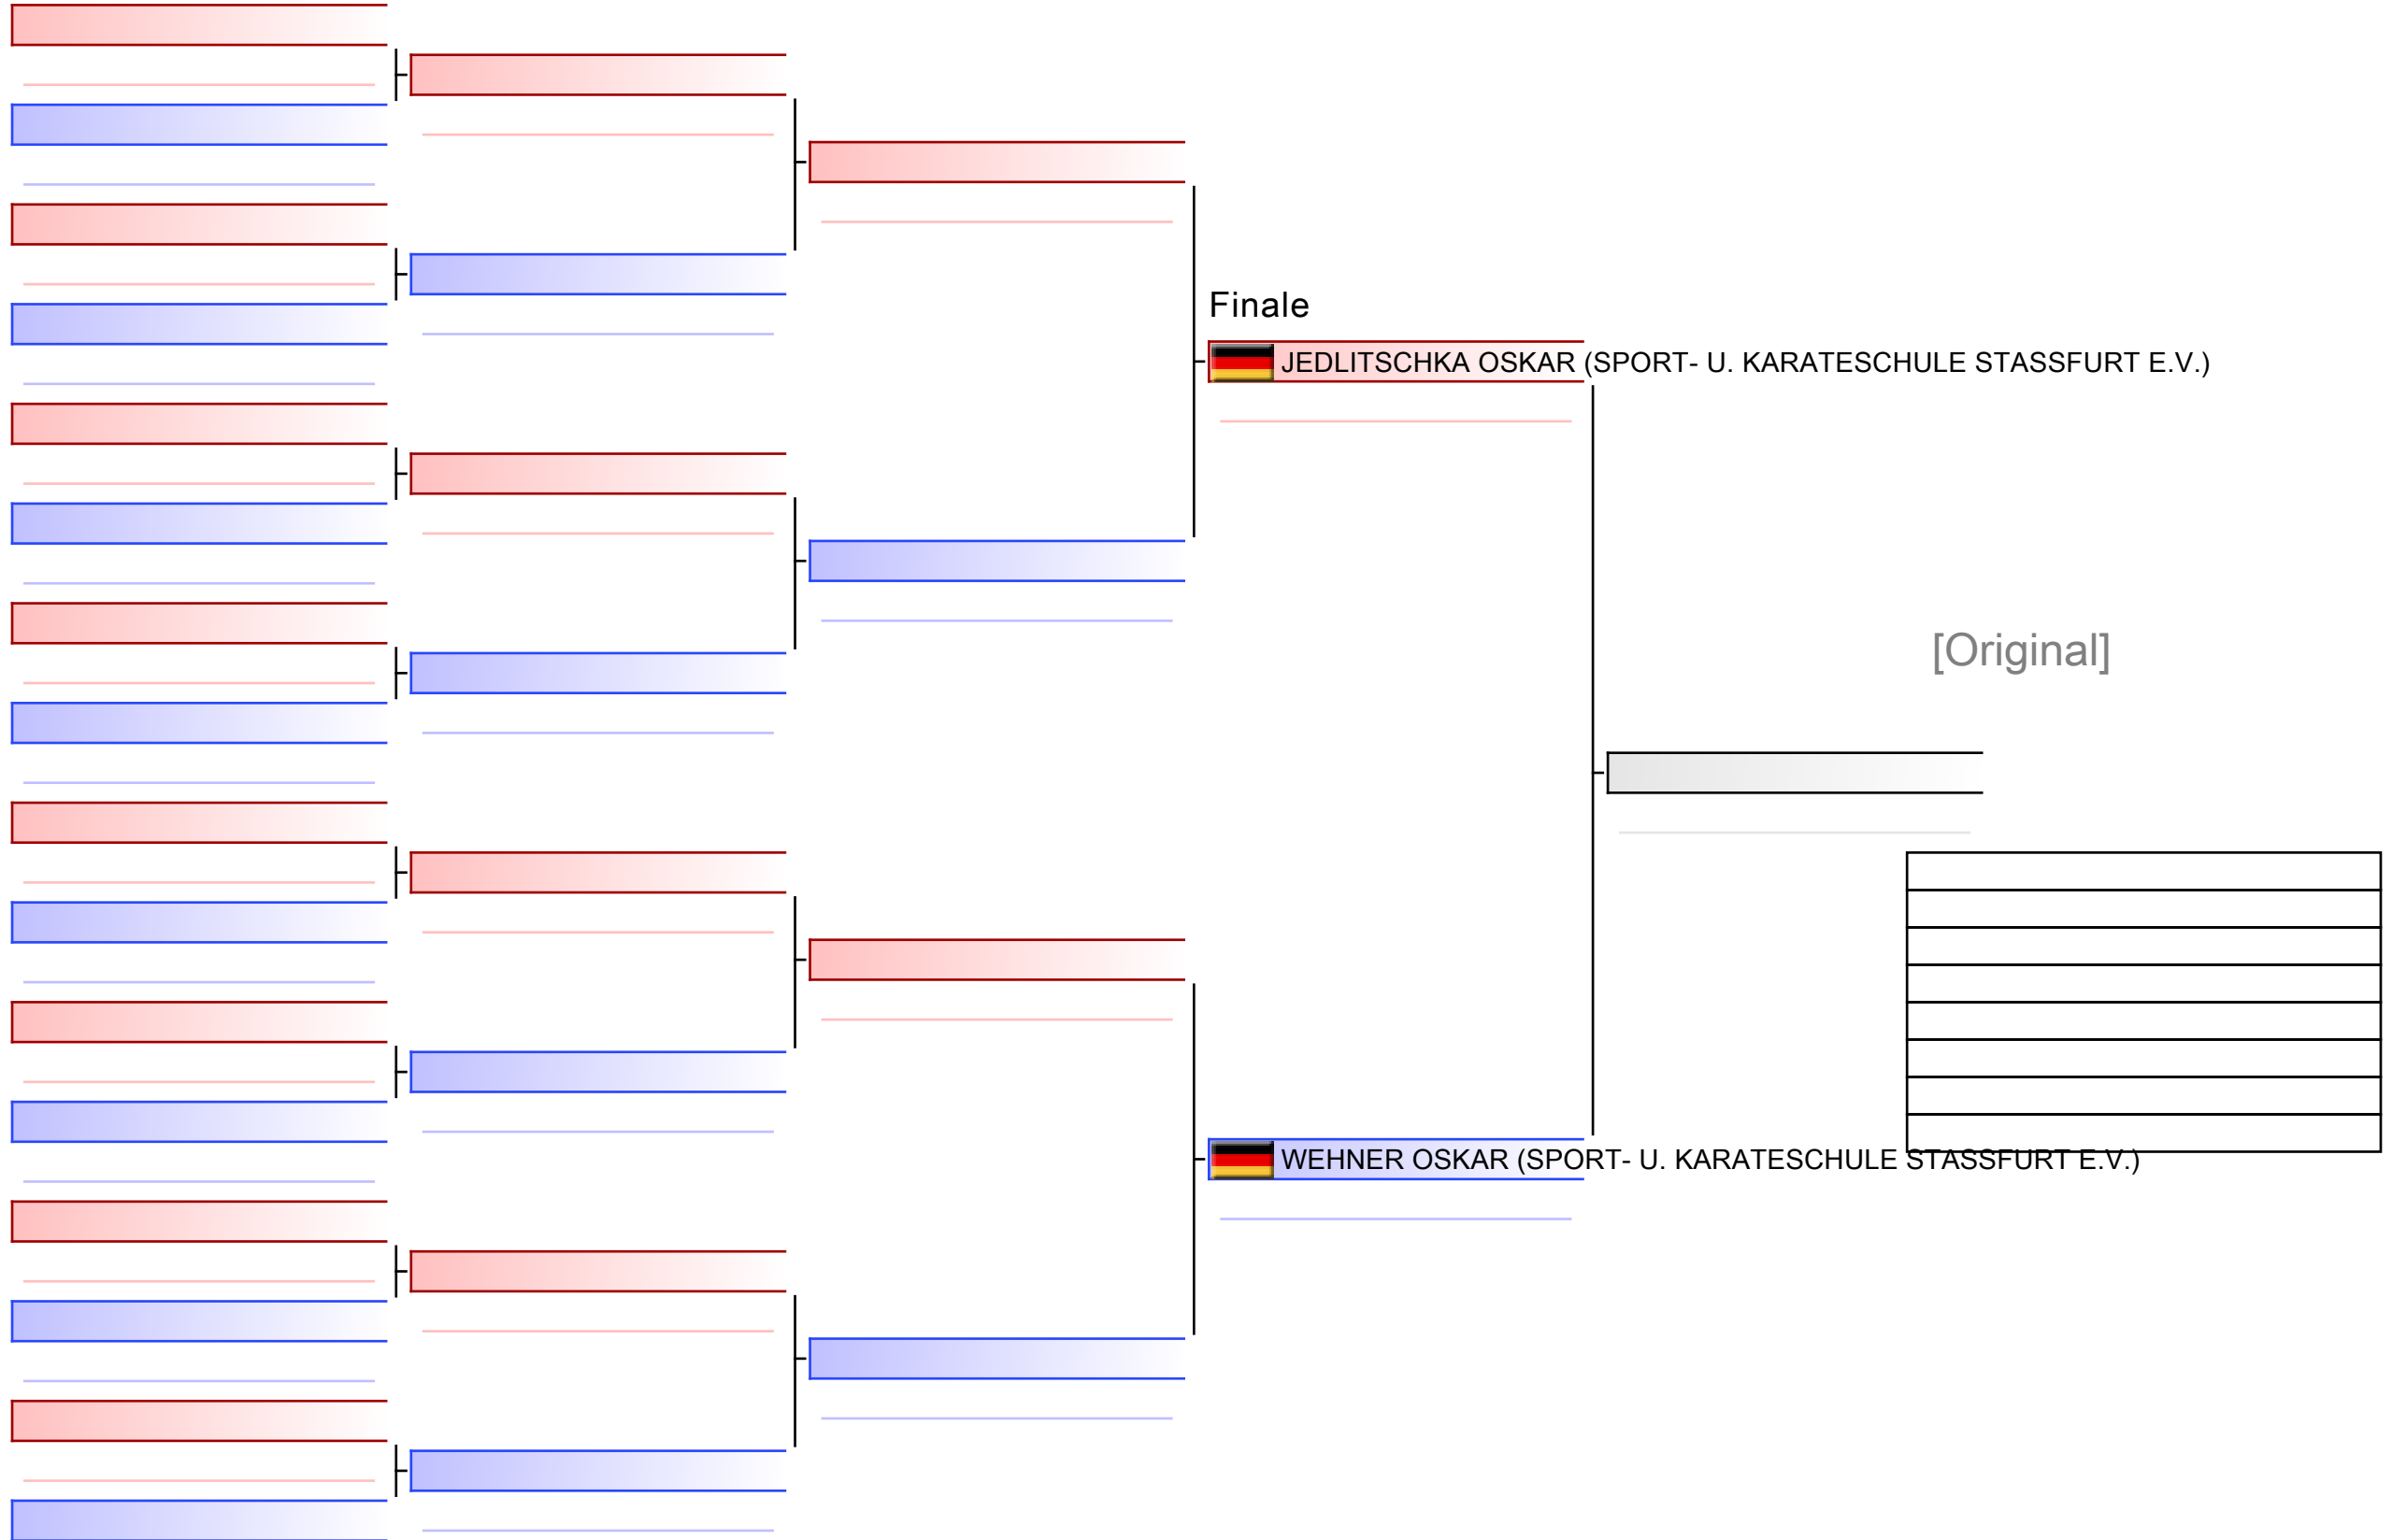 Finale
JEDLITSCHKA OSKAR (SPORT- U. KARATESCHULE STASSFURT E.V.)
[Original]
WEHNER OSKAR (SPORT- U. KARATESCHULE STASSFURT E.V.)